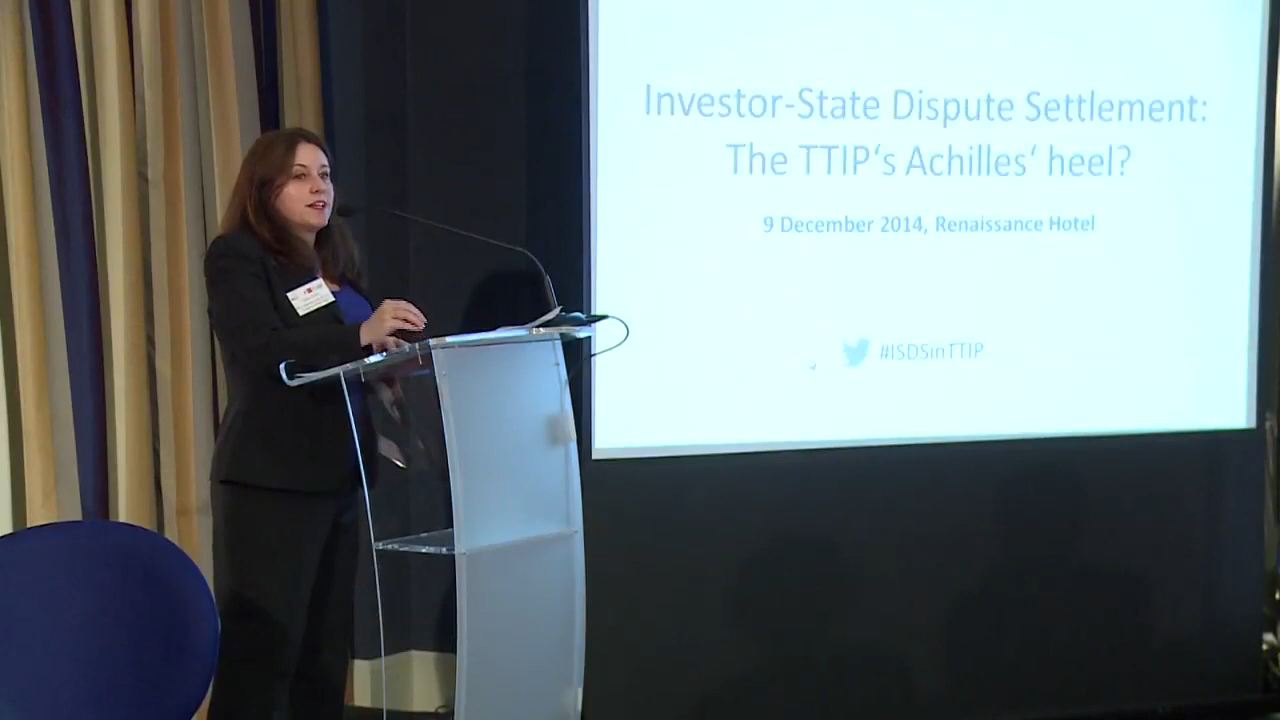 Investor-State Dispute Settlement:
The TTIP‘s Achilles‘ heel?
9 December 2014, Renaissance Hotel
#ISDSinTTIP